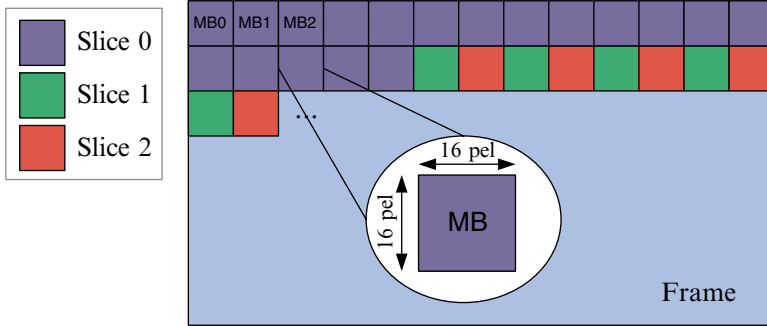 Slice 0
Slice 1
Slice 2
MB0 MB1 MB2
...
16 pel
16 pel
MB
Frame